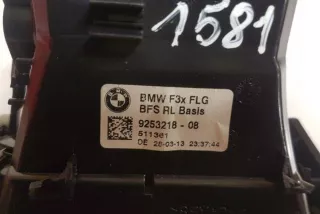 1581
BMW F3x FLG
BFS RL Basis
9253218 - 08
511361
DE 28-03-13 23:37:44